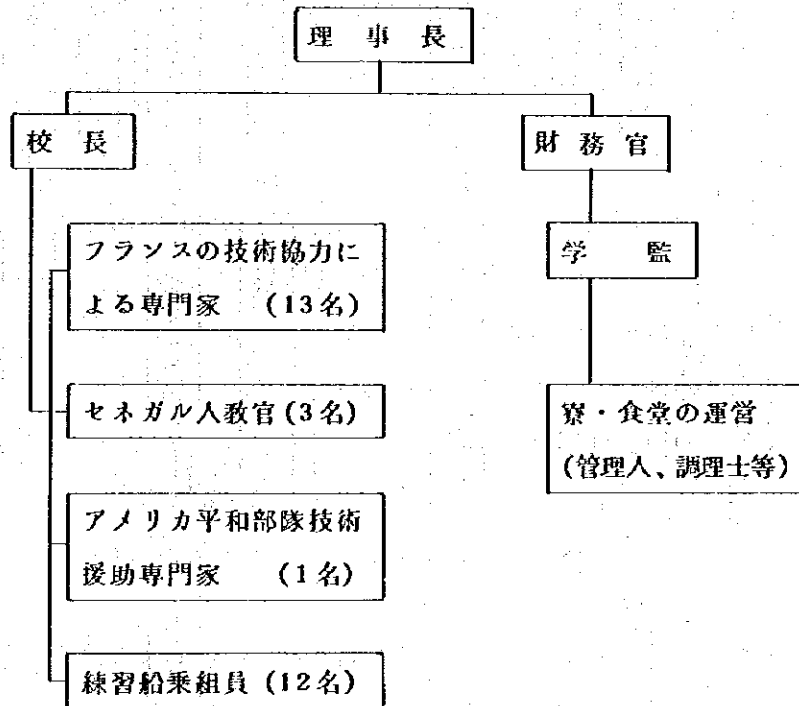 理事長
校長
財務官
フランスの技術協力に
よる専門家 (13名)
学監
セネガル人教官(3名)
寮・食堂の運営
(管理人、調理士等)
アメリカ平和部隊技術
援助専門家 (1名)
練習船乗組員(12名)